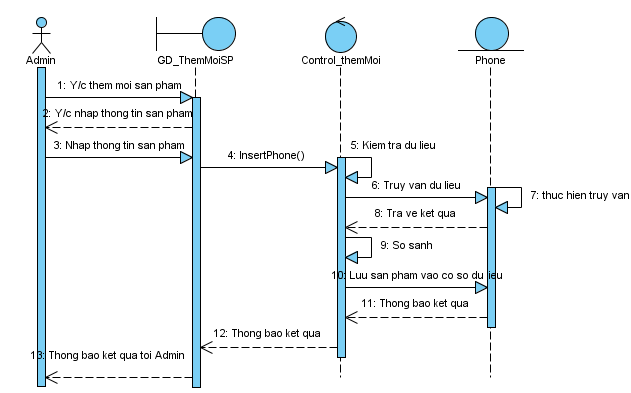 Admin
GD_ThemMoiSP
Control_themMoi
Phone
1: Y/c them moi san pham
2: Y/c nhap thong tin san pham
3: Nhap thong tin san pham
4: InsertPhone()
5: Kiem tra du lieu
6: Truy van du lieu
7: thuc hien truy van
8: Tra ve ket qua
9: So sanh
10: Luu san pham vao co so du lieu
11: Thong bao ket qua
12: Thong bao ket qua
13: Thong bao ket qua toi Admin